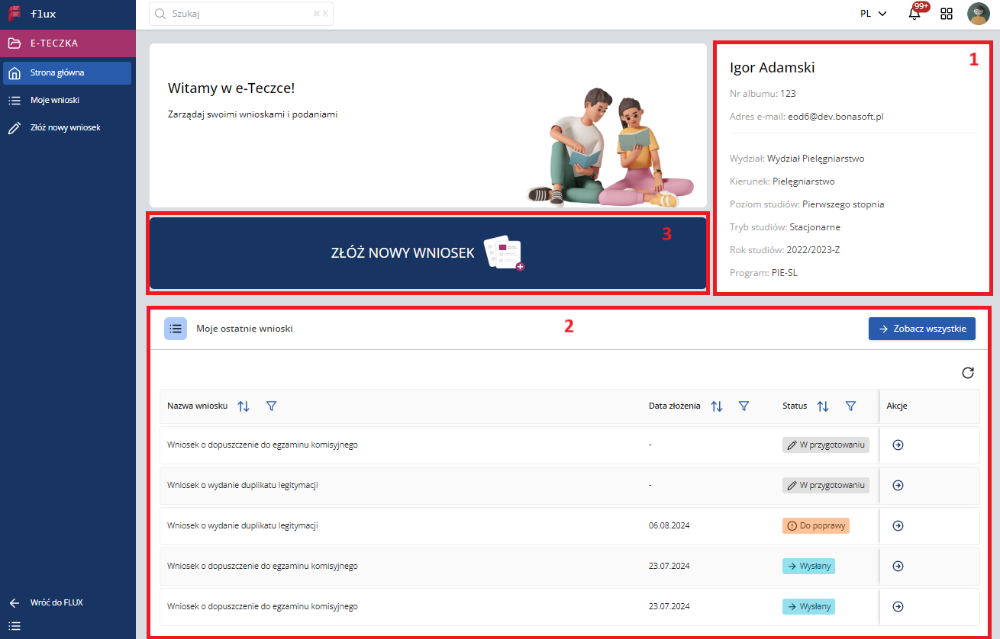 flux
Szukaj
⌘ K
PL
99+
E-TECZKA
Strona główna
Moje wnioski
Złóż nowy wniosek
Witamy w e-Teczce!
Zarządzaj swoimi wnioskami i podaniami
1
Igor Adamski
Nr albumu: 123
Adres e-mail: eod6@dev.bonasoft.pl
Wydział: Wydział Pielęgniarstwo
Kierunek: Pielęgniarstwo
Poziom studiów: Pierwszego stopnia
Tryb studiów: Stacjonarne
Rok studiów: 2022/2023-Z
Program: PIE-SL
3
ZŁÓŻ NOWY WNIOSEK
2
Moje ostatnie wnioski
Zobacz wszystkie
Nazwa wniosku Data złożenia Status Akcje
Wniosek o dopuszczenie do egzaminu komisyjnego - W przygotowaniu
Wniosek o wydanie duplikatu legitymacji - W przygotowaniu
Wniosek o wydanie duplikatu legitymacji 06.08.2024 Do poprawy
Wniosek o dopuszczenie do egzaminu komisyjnego 23.07.2024 Wysłany
Wniosek o dopuszczenie do egzaminu komisyjnego 23.07.2024 Wysłany
Wróć do FLUX